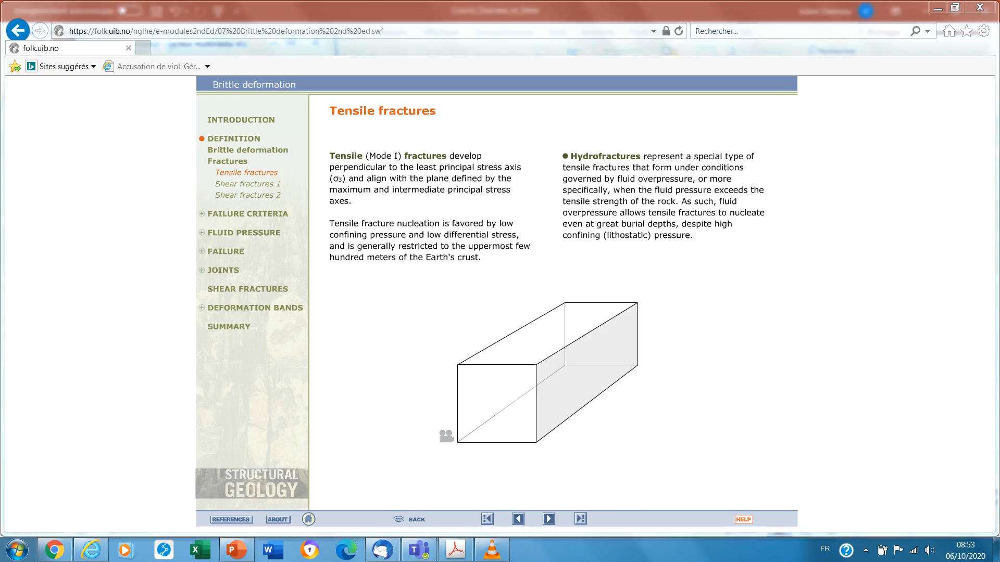 https://folk.uib.no/nglhe/e-modules2ndEd/07%20Brittle%20deformation%202nd%20ed.swf
Rechercher...
folk.uib.no
Sites suggérés
Accusation de viol: Gér...
Brittle deformation
INTRODUCTION
DEFINITION
Brittle deformation
Fractures
Tensile fractures
Shear fractures 1
Shear fractures 2
FAILURE CRITERIA
FLUID PRESSURE
FAILURE
JOINTS
SHEAR FRACTURES
DEFORMATION BANDS
SUMMARY
STRUCTURAL
GEOLOGY
Tensile fractures
Tensile (Mode I) fractures develop
perpendicular to the least principal stress axis
(σ3) and align with the plane defined by the
maximum and intermediate principal stress
axes.
Tensile fracture nucleation is favored by low
confining pressure and low differential stress,
and is generally restricted to the uppermost few
hundred meters of the Earth's crust.
Hydrofractures represent a special type of
tensile fractures that form under conditions
governed by fluid overpressure, or more
specifically, when the fluid pressure exceeds the
tensile strength of the rock. As such, fluid
overpressure allows tensile fractures to nucleate
even at great burial depths, despite high
confining (lithostatic) pressure.
REFERENCES
ABOUT
BACK
HELP
FR
08:53
06/10/2020